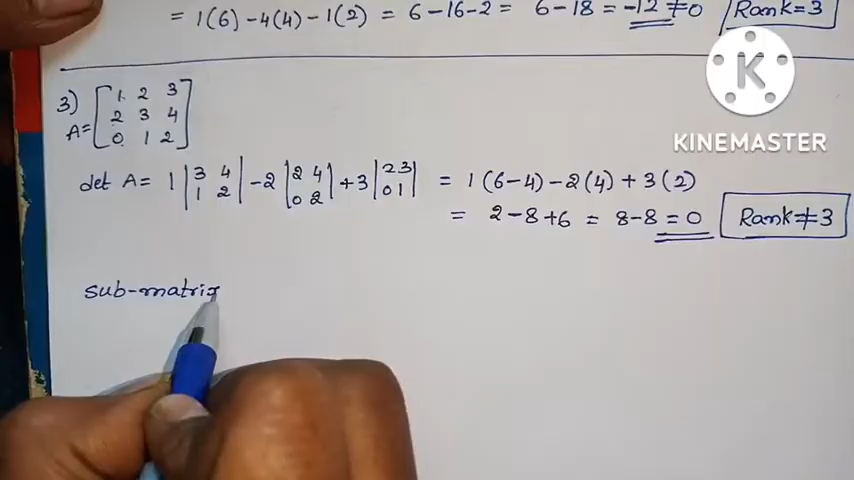 = 1(6)-4(4)-1(2) = 6-16-2 = 6-18 = -12 ≠0 Rank=3
K
KINEMASTER
3) A= [1 2 3
2 3 4
0 1 2]
det A= 1 |3 4 1 2| -2 |2 4 0 2| +3 |2 3 0 1| = 1(6-4)-2(4)+3(2)
= 2-8+6 = 8-8 =0 Rank≠3
sub-matrix